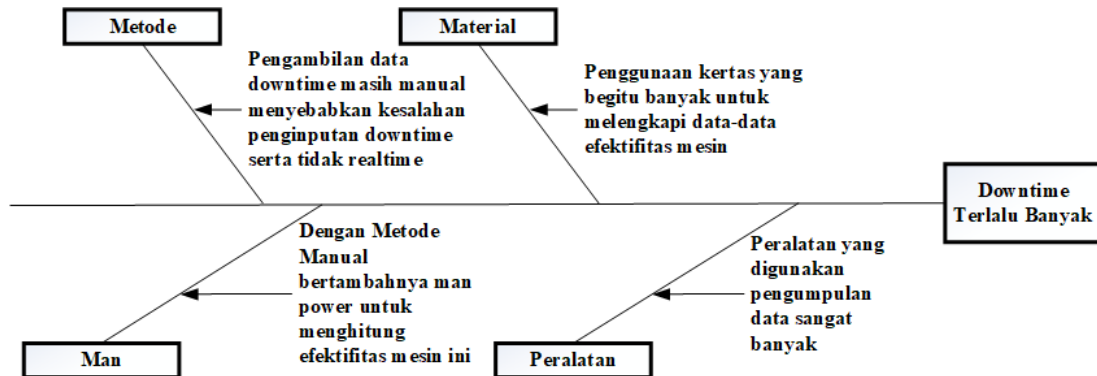 Metode
Material
Pengambilan data
downtime masih manual
menyebabkan kesalahan
penginputan downtime
serta tidak realtime
Penggunaan kertas yang
begitu banyak untuk
melengkapi data-data
efektifitas mesin
Downtime
Terlalu Banyak
Dengan Metode
Manual
bertambahnya man
power untuk
menghitung
efektifitas mesin ini
Peralatan yang
digunakan
pengumpulan
data sangat
banyak
Man
Peralatan